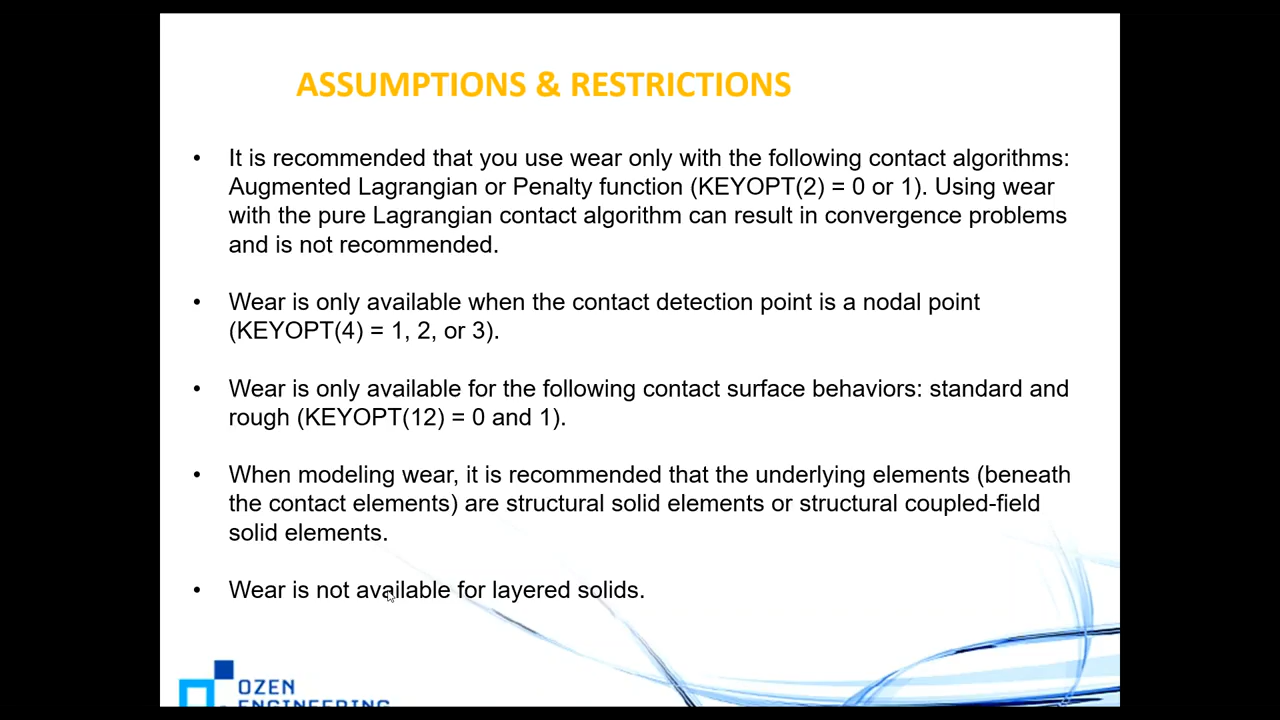 ASSUMPTIONS & RESTRICTIONS
• It is recommended that you use wear only with the following contact algorithms:
Augmented Lagrangian or Penalty function (KEYOPT(2) = 0 or 1). Using wear
with the pure Lagrangian contact algorithm can result in convergence problems
and is not recommended.
• Wear is only available when the contact detection point is a nodal point
(KEYOPT(4) = 1, 2, or 3).
• Wear is only available for the following contact surface behaviors: standard and
rough (KEYOPT(12) = 0 and 1).
• When modeling wear, it is recommended that the underlying elements (beneath
the contact elements) are structural solid elements or structural coupled-field
solid elements.
• Wear is not available for layered solids.
OZEN
ENGINEERING